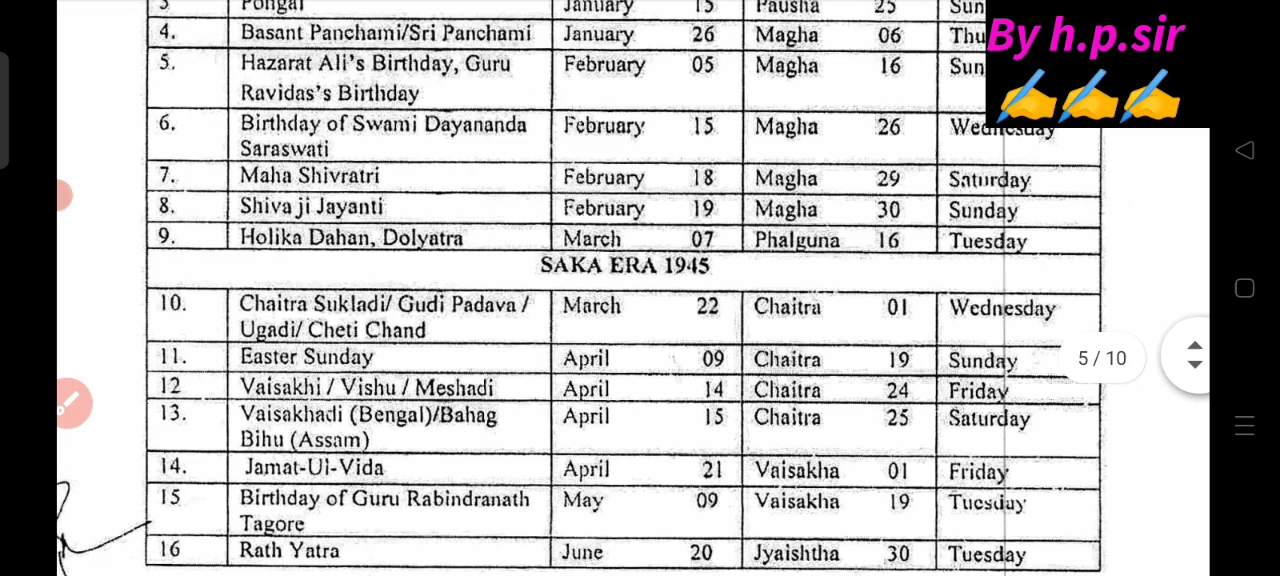 3 Pongal January 15 Pausha 25 Sun
4. Basant Panchami/Sri Panchami January 26 Magha 06 Thu
By h.p.sir
5. Hazarat Ali's Birthday, Guru February 05 Magha 16 Sun
Ravidas's Birthday
6. Birthday of Swami Dayananda February 15 Magha 26 Wednesday
Saraswati
7. Maha Shivratri February 18 Magha 29 Saturday
8. Shivaji Jayanti February 19 Magha 30 Sunday
9. Holika Dahan, Dolyatra March 07 Phalguna 16 Tuesday
SAKA ERA 1945
10. Chaitra Sukladi/ Gudi Padava / March 22 Chaitra 01 Wednesday
Ugadi/ Cheti Chand
11. Easter Sunday April 09 Chaitra 19 Sunday
5 / 10
12 Vaisakhi / Vishu / Meshadi April 14 Chaitra 24 Friday
13. Vaisakhadi (Bengal)/Bahag April 15 Chaitra 25 Saturday
Bihu (Assam)
14. Jamat-Ul-Vida April 21 Vaisakha 01 Friday
15 Birthday of Guru Rabindranath May 09 Vaisakha 19 Tuesday
Tagore
16 Rath Yatra June 20 Jyaishtha 30 Tuesday